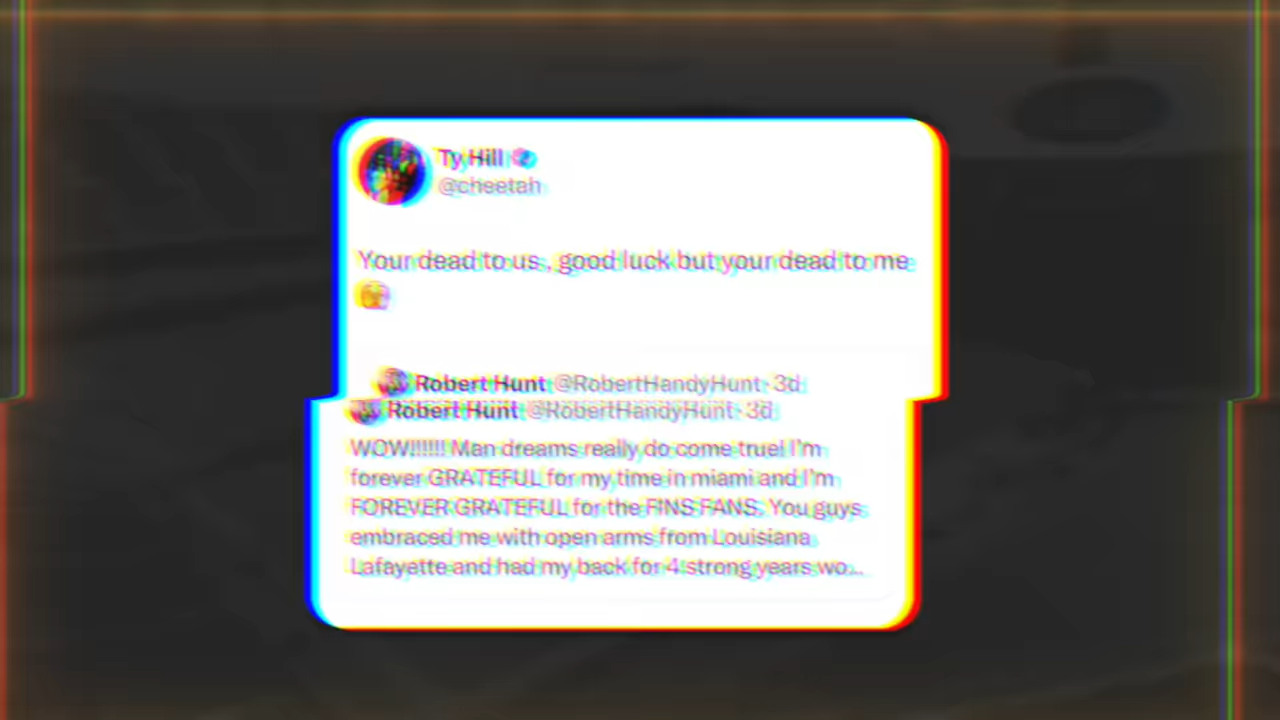 Ty Hill
@cheetah
Your dead to us , good luck but your dead to me
Robert Hunt @RobertHandyHunt · 3d
Robert Hunt @RobertHandyHunt · 3d
WOW!!!!!! Man dreams really do come true! I'm
forever GRATEFUL for my time in miami and I'm
FOREVER GRATEFUL for the FINS FANS. You guys
embraced me with open arms from Louisiana
Lafayette and had my back for 4 strong years wo...